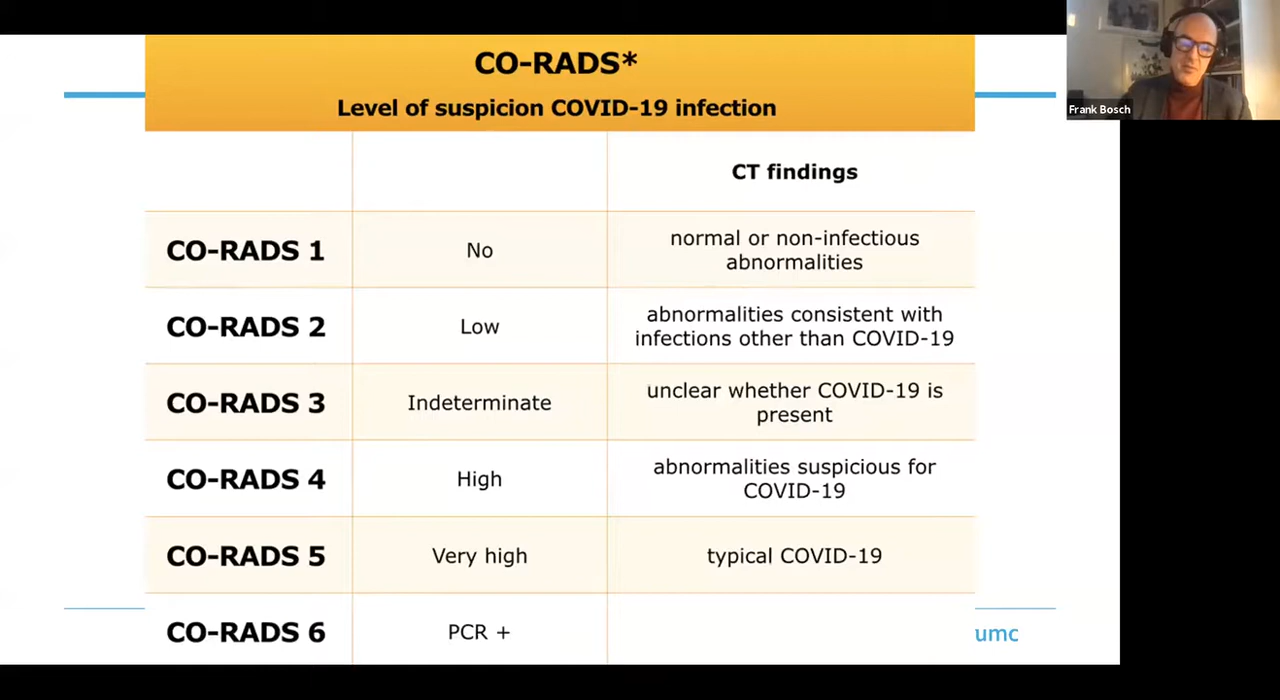 CO-RADS*
Level of suspicion COVID-19 infection
Frank Bosch
CT findings
CO-RADS 1
No
normal or non-infectious
abnormalities
CO-RADS 2
Low
abnormalities consistent with
infections other than COVID-19
CO-RADS 3
Indeterminate
unclear whether COVID-19 is
present
CO-RADS 4
High
abnormalities suspicious for
COVID-19
CO-RADS 5
Very high
typical COVID-19
CO-RADS 6
PCR +
umc